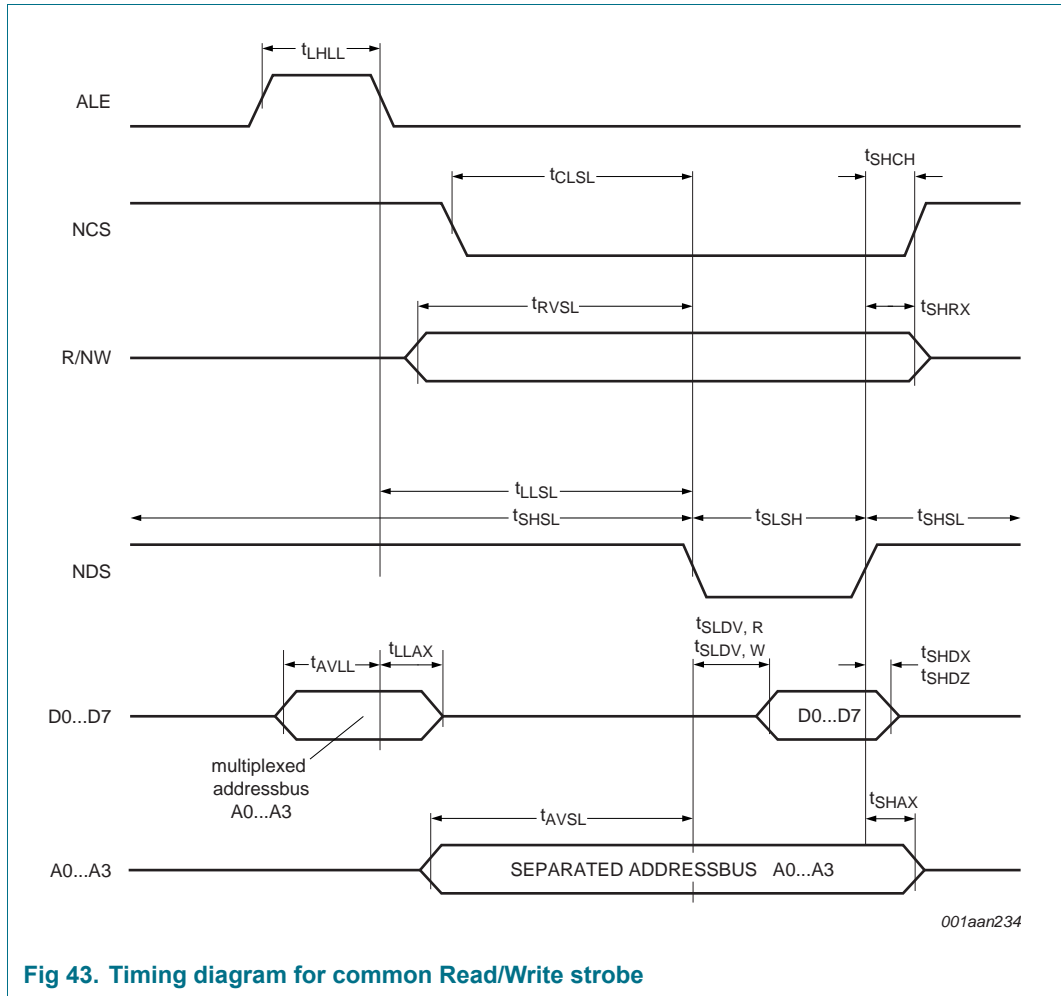 tLHLL
ALE
tSHCH
tCLSL
NCS
tRVSL
tSHRX
R/NW
tLLSL
tSHSL
tSLSH
tSHSL
NDS
tSLDV, R
tSLDV, W
tAVLL
tLLAX
tSHDX
tSHDZ
D0...D7
D0...D7
multiplexed
addressbus
A0...A3
tSHAX
tAVSL
A0...A3
SEPARATED ADDRESSBUS A0...A3
001aan234
Fig 43. Timing diagram for common Read/Write strobe